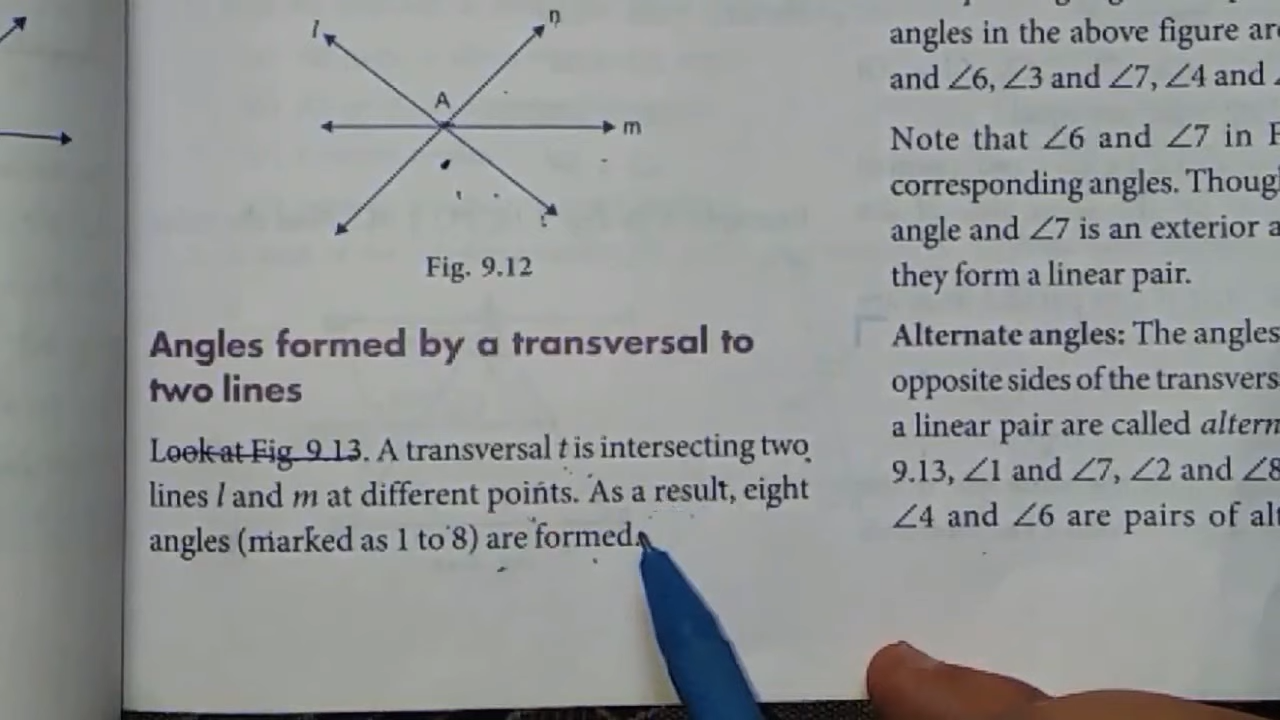 l
n
A
m
Fig. 9.12
Angles formed by a transversal to
two lines
Look at Fig 9.13. A transversal t is intersecting two
lines l and m at different points. As a result, eight
angles (marked as 1 to 8) are formed.
angles in the above figure are
and ∠6, ∠3 and ∠7, ∠4 and
Note that ∠6 and ∠7 in
corresponding angles. Though
angle and ∠7 is an exterior
they form a linear pair.
Alternate angles: The angles
opposite sides of the
a linear pair are called
9.13, ∠1 and ∠7, ∠2 and ∠8
∠4 and ∠6 are pairs of